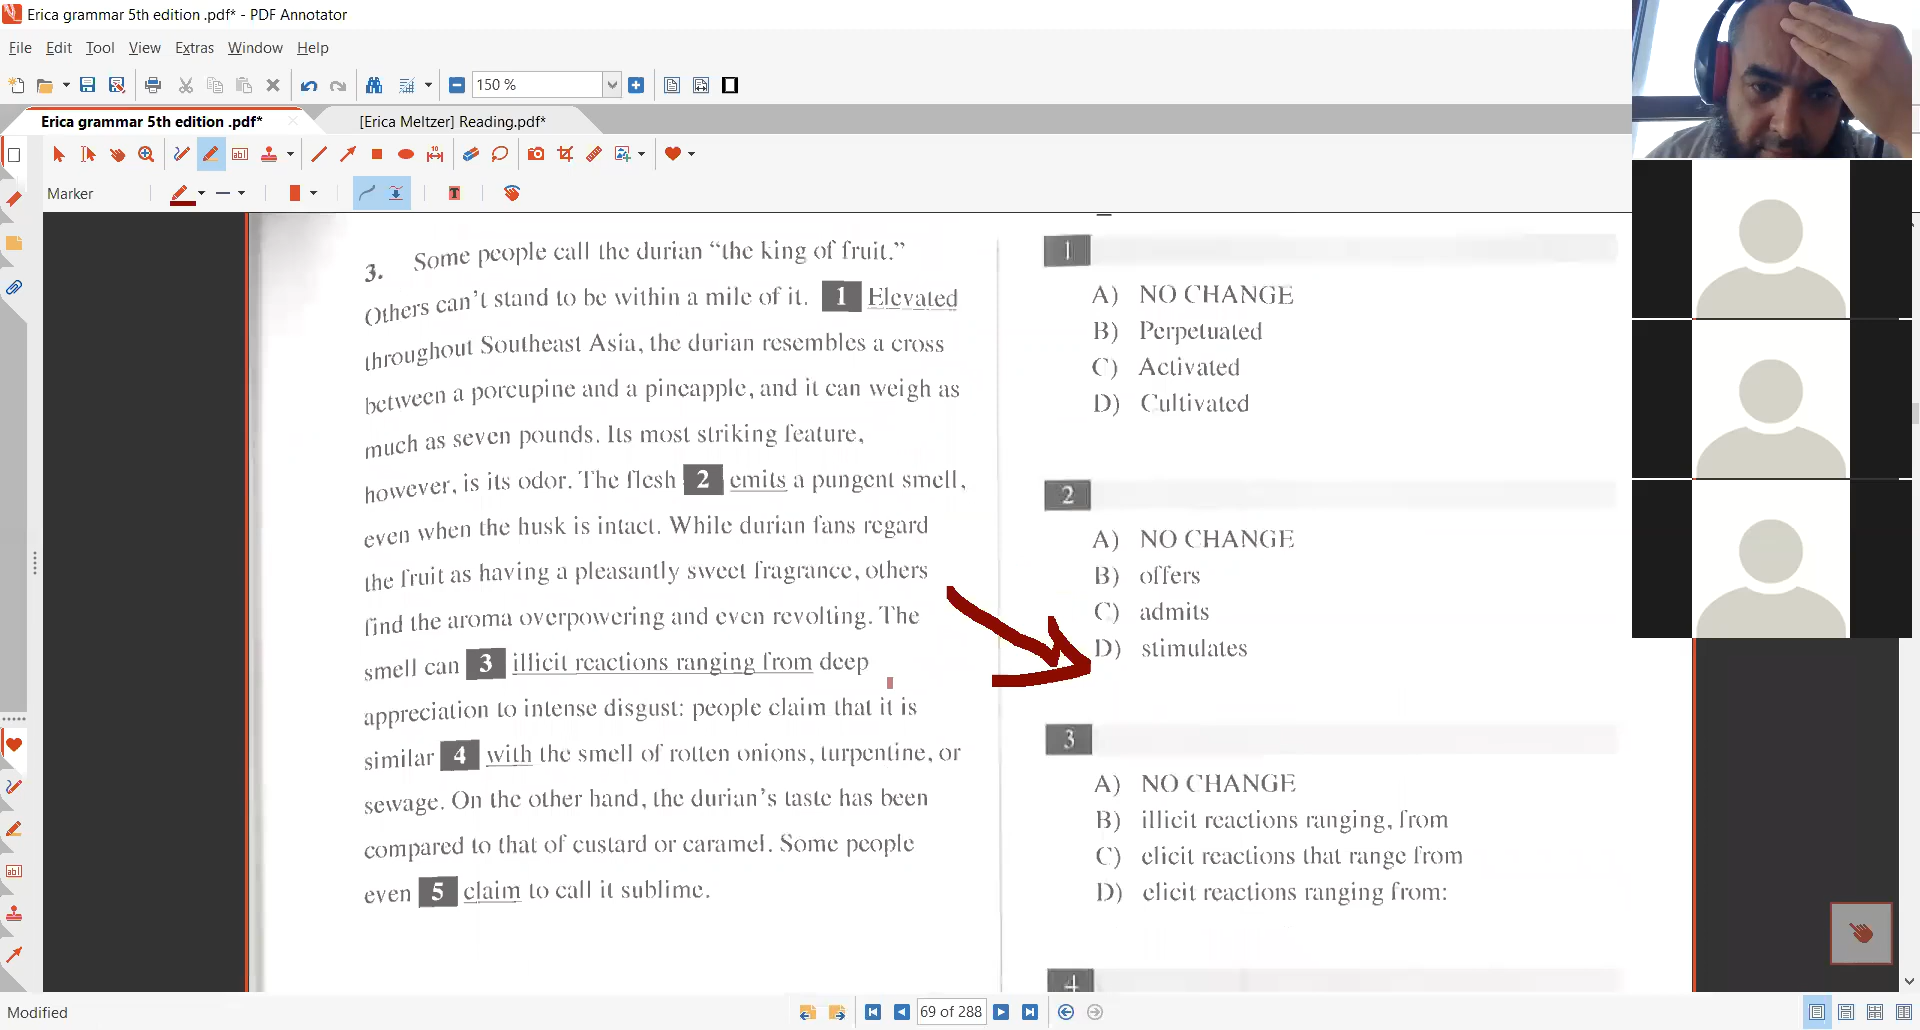 Erica grammar 5th edition .pdf* - PDF Annotator
File Edit Tool View Extras Window Help
150 %
Erica grammar 5th edition .pdf*
[Erica Meltzer] Reading.pdf*
Marker
3. Some people call the durian “the king of fruit.”
Others can’t stand to be within a mile of it. 1 Elevated
throughout Southeast Asia, the durian resembles a cross
between a porcupine and a pineapple, and it can weigh as
much as seven pounds. Its most striking feature,
however, is its odor. The flesh 2 emits a pungent smell,
even when the husk is intact. While durian fans regard
the fruit as having a pleasantly sweet fragrance, others
find the aroma overpowering and even revolting. The
smell can 3 illicit reactions ranging from deep
appreciation to intense disgust: people claim that it is
similar 4 with the smell of rotten onions, turpentine, or
sewage. On the other hand, the durian’s taste has been
compared to that of custard or caramel. Some people
even 5 claim to call it sublime.
1
A) NO CHANGE
B) Perpetuated
C) Activated
D) Cultivated
2
A) NO CHANGE
B) offers
C) admits
D) stimulates
3
A) NO CHANGE
B) illicit reactions ranging, from
C) elicit reactions that range from
D) elicit reactions ranging from:
4
Modified
69 of 288